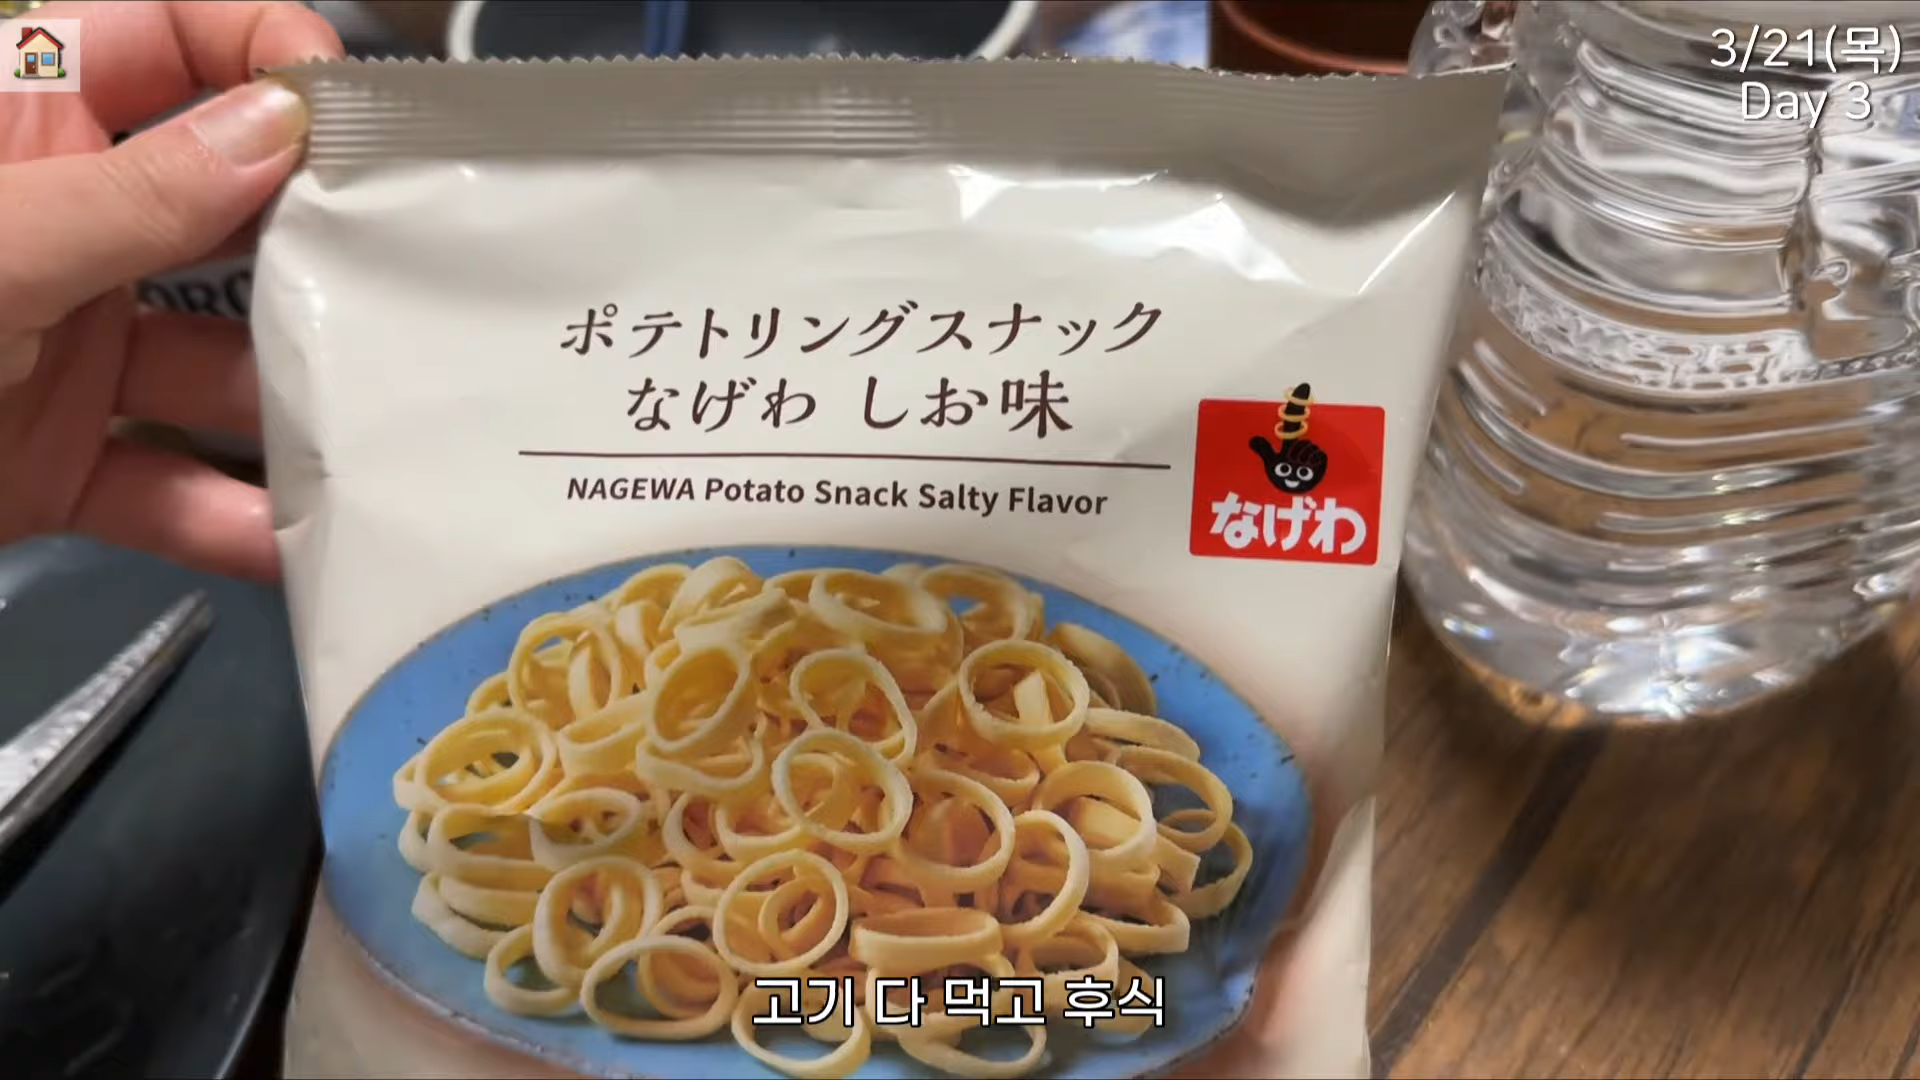 3/21(목)
Day 3
ポテトリングスナック
なげわ しお味
NAGEWA Potato Snack Salty Flavor
なげわ
고기 다 먹고 후식